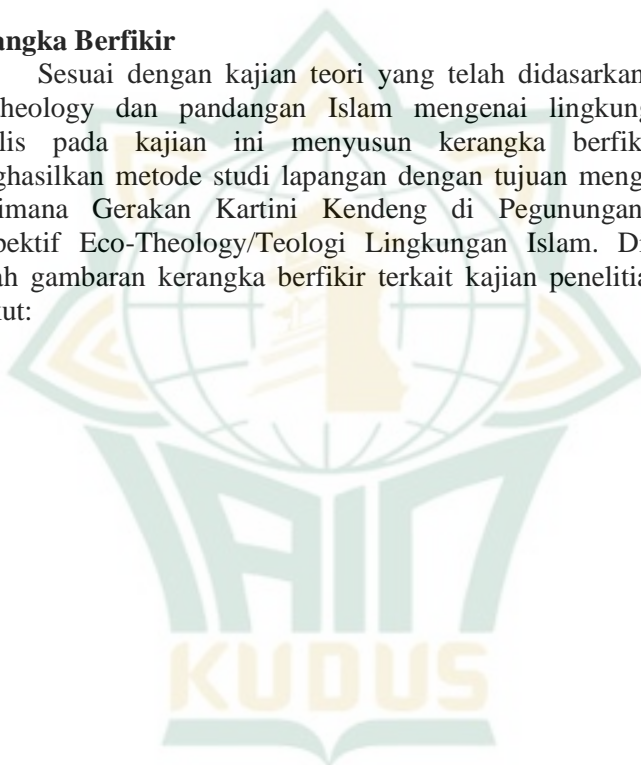 angka Berfikir
Sesuai dengan kajian teori yang telah didasarkan
heology dan pandangan Islam mengenai lingkung
lis pada kajian ini menyusun kerangka berfik
ghasilkan metode studi lapangan dengan tujuan meng
imana Gerakan Kartini Kendeng di Pegunungan
pektif Eco-Theology/Teologi Lingkungan Islam. D
ah gambaran kerangka berfikir terkait kajian peneliti
kut:
IAIN
KUDUS